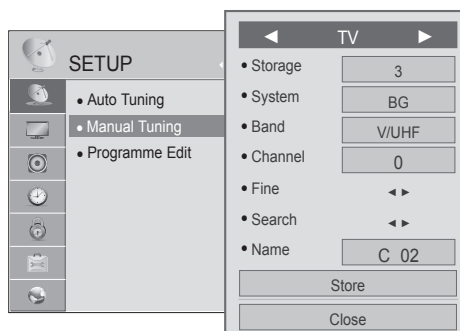 SETUP
• Auto Tuning
• Manual Tuning
• Programme Edit
◄ TV ►
• Storage 3
• System BG
• Band V/UHF
• Channel 0
• Fine ◄ ►
• Search ◄ ►
• Name C 02
Store
Close